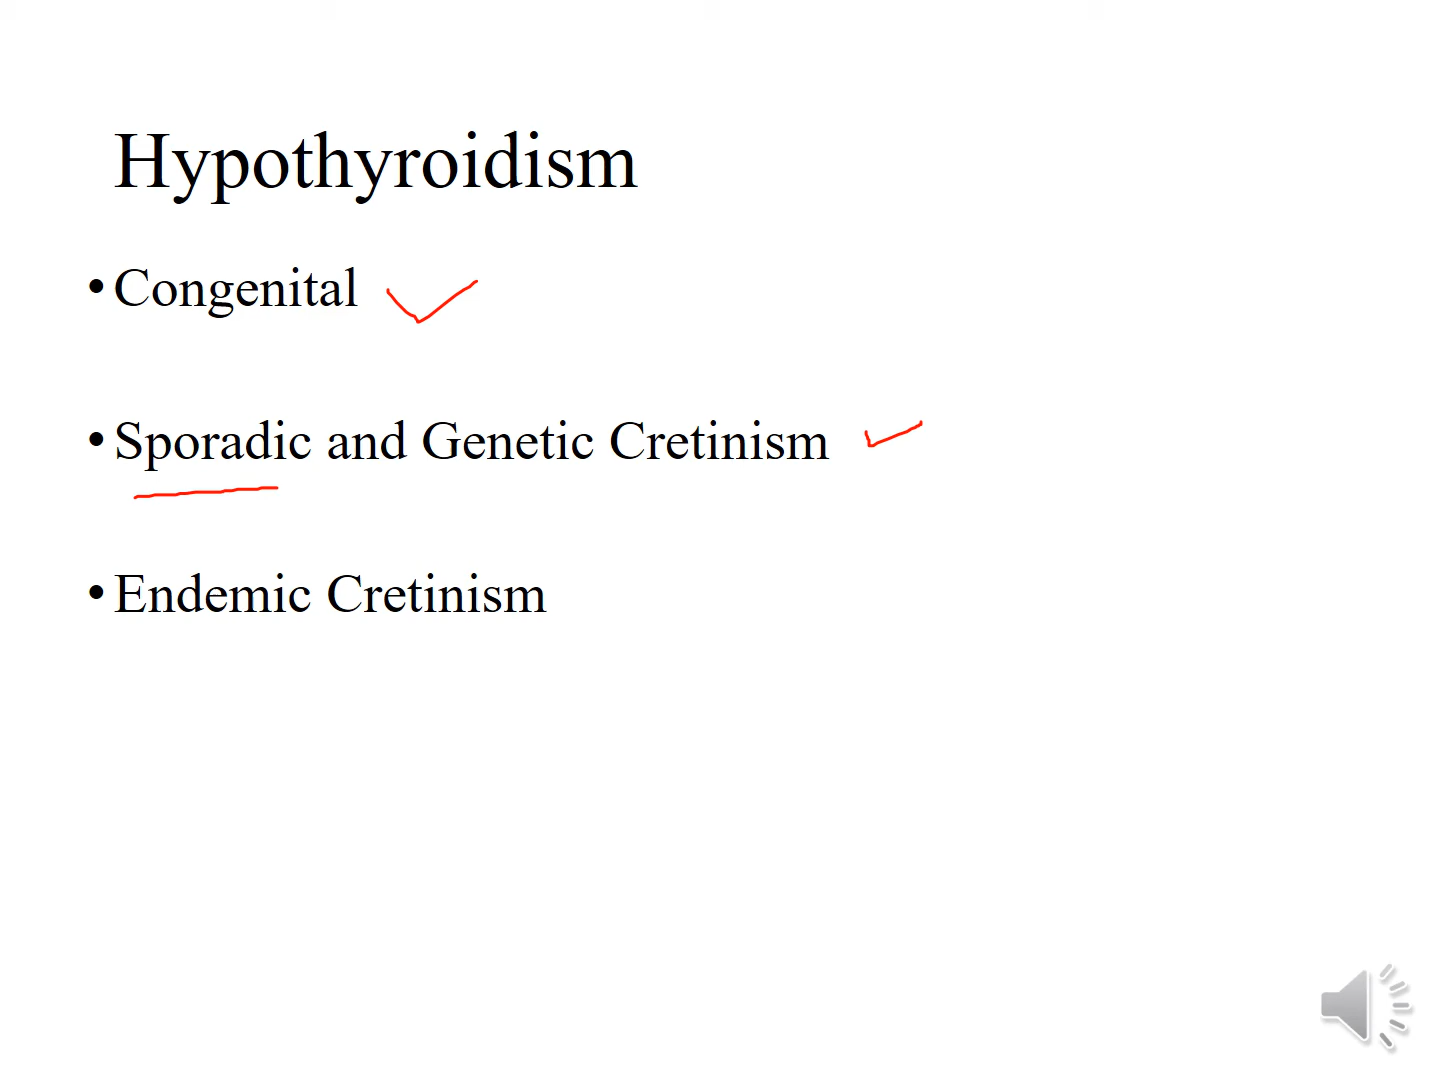 Hypothyroidism
• Congenital
• Sporadic and Genetic Cretinism
• Endemic Cretinism